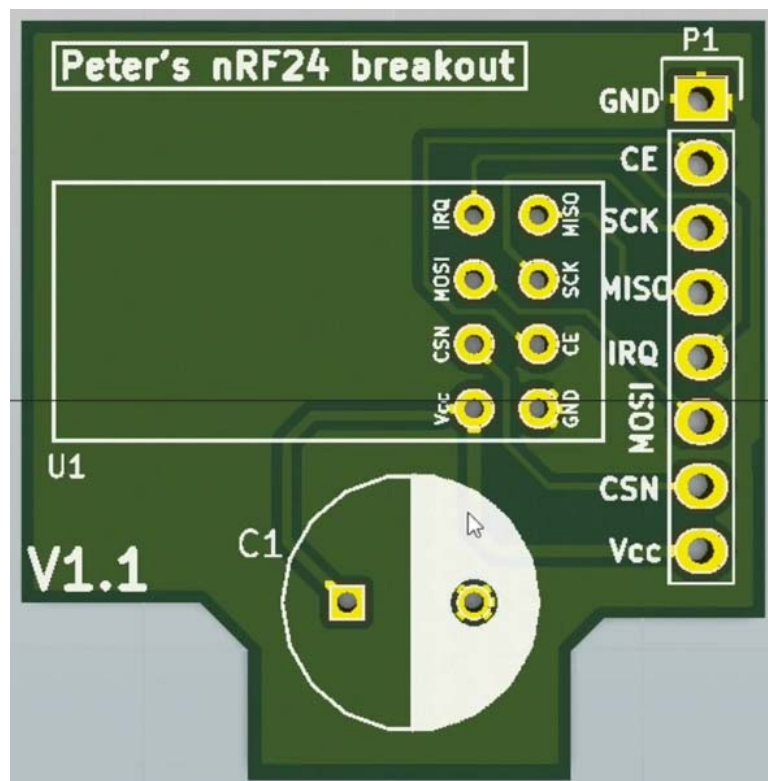 Peter's nRF24 breakout
P1
GND
CE
SCK
MISO
IRQ
MOSI
CSN
Vcc
IRQ
MISO
MOSI
SCK
CSN
CE
Vcc
GND
U1
C1
V1.1